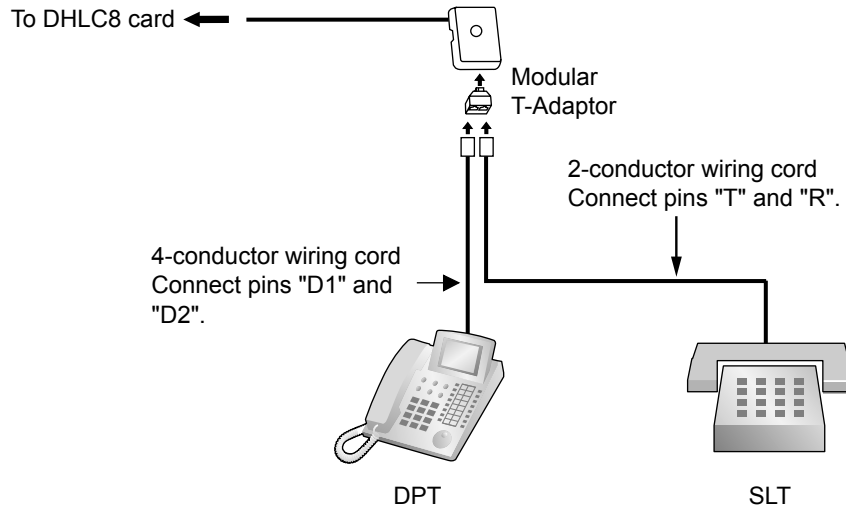 To DHLC8 card
Modular
T-Adaptor
2-conductor wiring cord
Connect pins "T" and "R".
4-conductor wiring cord
Connect pins "D1" and
"D2".
DPT
SLT